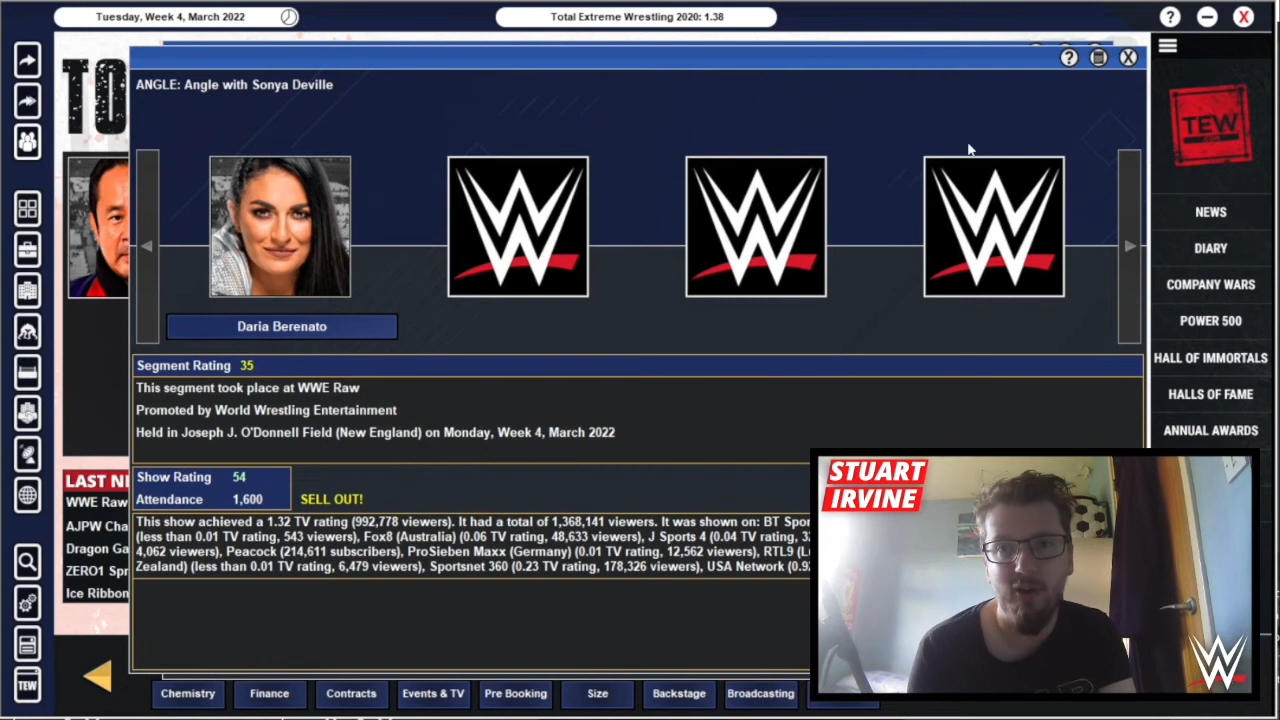 Tuesday, Week 4, March 2022
Total Extreme Wrestling 2020: 1.38
?
X
TO
? X
ANGLE: Angle with Sonya Deville
Daria Berenato
Segment Rating 35
This segment took place at WWE Raw
Promoted by World Wrestling Entertainment
Held in Joseph J. O'Donnell Field (New England) on Monday, Week 4, March 2022
Show Rating 54
Attendance 1,600 SELL OUT!
This show achieved a 1.32 TV rating (992,778 viewers). It had a total of 1,368,141 viewers. It was shown on: BT Spor
(less than 0.01 TV rating, 543 viewers), Fox8 (Australia) (0.06 TV rating, 48,633 viewers), J Sports 4 (0.04 TV rating, 3
4,062 viewers), Peacock (214,611 subscribers), ProSieben Maxx (Germany) (0.01 TV rating, 12,562 viewers), RTL9 (L
Zealand) (less than 0.01 TV rating, 6,479 viewers), Sportsnet 360 (0.23 TV rating, 178,326 viewers), USA Network (0.9
LAST NI
WWE Raw
AJPW Cha
Dragon Ga
ZERO1 Spr
Ice Ribbon
TEW
Chemistry
Finance
Contracts
Events & TV
Pre Booking
Size
Backstage
Broadcasting
TEW
.COM
NEWS
DIARY
COMPANY WARS
POWER 500
HALL OF IMMORTALS
HALLS OF FAME
ANNUAL AWARDS
STUART
IRVINE